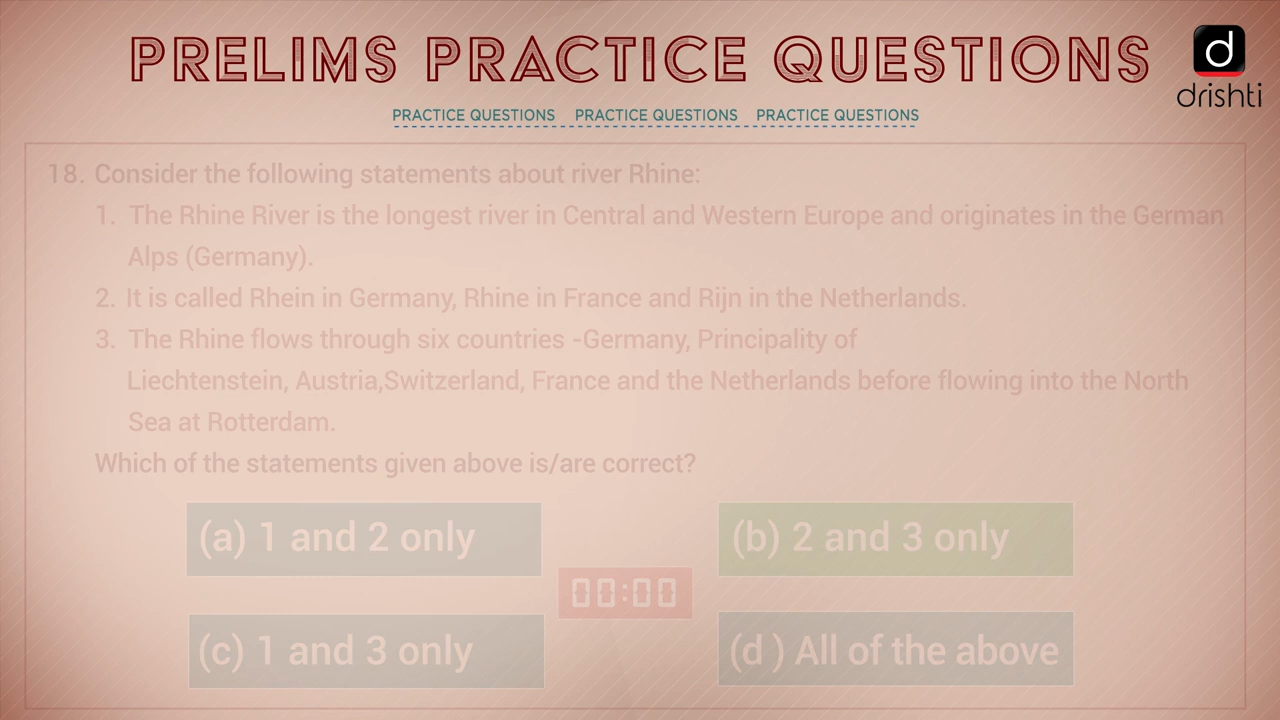 PRELIMS PRACTICE QUESTIONS
d
drishti
PRACTICE QUESTIONS PRACTICE QUESTIONS PRACTICE QUESTIONS
18. Consider the following statements about river Rhine:
1. The Rhine River is the longest river in Central and Western Europe and originates in the German
Alps (Germany).
2. It is called Rhein in Germany, Rhine in France and Rijn in the Netherlands.
3. The Rhine flows through six countries -Germany, Principality of
Liechtenstein, Austria,Switzerland, France and the Netherlands before flowing into the North
Sea at Rotterdam.
Which of the statements given above is/are correct?
(a) 1 and 2 only
(b) 2 and 3 only
00:00
(c) 1 and 3 only
(d ) All of the above